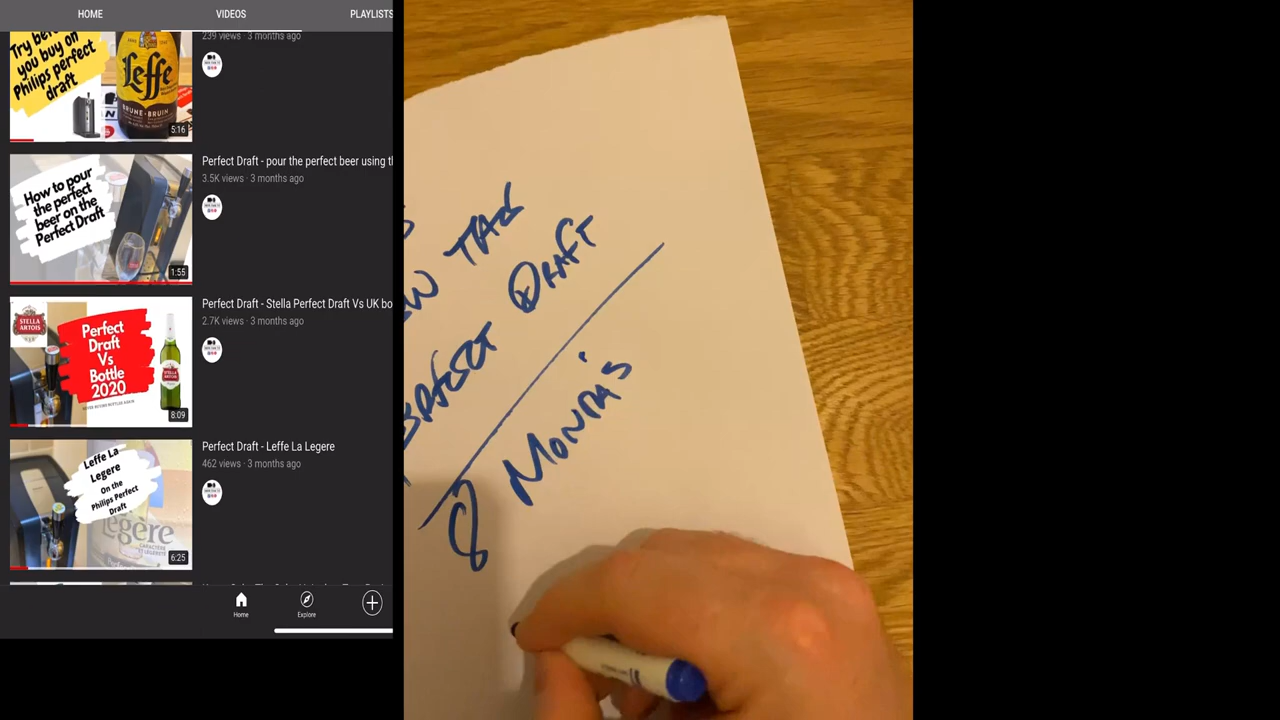 HOME
VIDEOS
PLAYLISTS
Try before
you buy on
Philips perfect
draft
Leffe
BRUNE·BRUIN
5:16
239 views · 3 months ago
How to pour
the perfect
beer on the
Perfect Draft
1:55
Perfect Draft - pour the perfect beer using t
3.5K views · 3 months ago
STELLA
ARTOIS
Perfect
Draft
Vs
Bottle
2020
8:09
Perfect Draft - Stella Perfect Draft Vs UK bo
2.7K views · 3 months ago
Leffe La
Legere
On the
Philips Perfect
Draft
Légère
6:25
Perfect Draft - Leffe La Legere
462 views · 3 months ago
Home
Explore
DRAFT
8 MONTHS